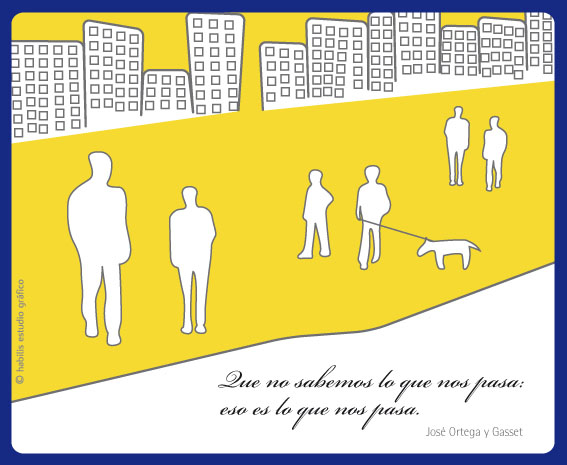 © habilis estudio gráfico
Que no sabemos lo que nos pasa:
eso es lo que nos pasa.
José Ortega y Gasset